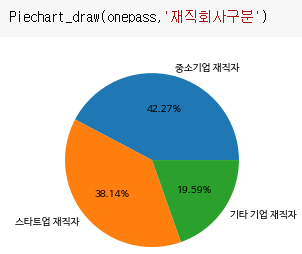 Piechart_draw(onepass,'재직회사구분')
중소기업 재직자
42.27%
38.14%
19.59%
스타트업 재직자
기타 기업 재직자